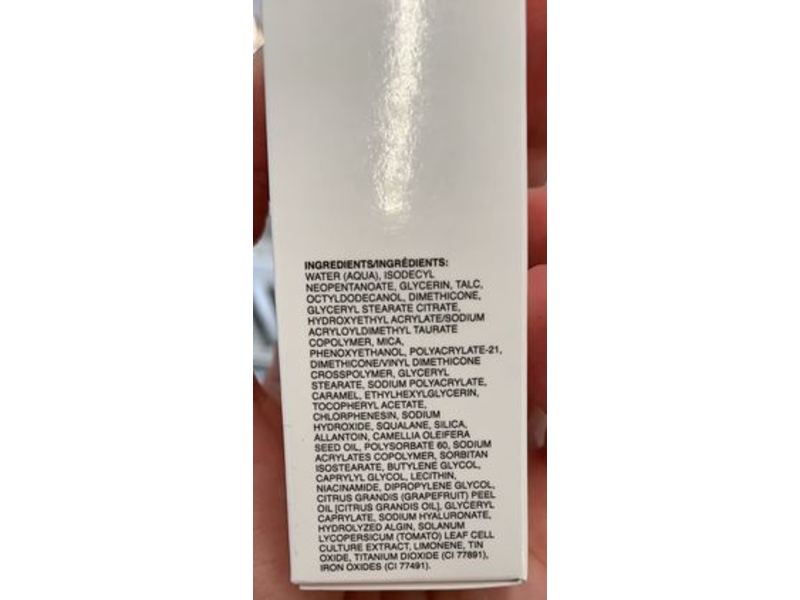 INGREDIENTS/INGRÉDIENTS:
WATER (AQUA), ISODECYL
NEOPENTANOATE, GLYCERIN, TALC,
OCTYLDODECANOL, DIMETHICONE,
GLYCERYL STEARATE CITRATE,
HYDROXYETHYL ACRYLATE/SODIUM
ACRYLOYLDIMETHYL TAURATE
COPOLYMER, MICA,
PHENOXYETHANOL, POLYACRYLATE-21,
DIMETHICONE/VINYL DIMETHICONE
CROSSPOLYMER, GLYCERYL
STEARATE, SODIUM POLYACRYLATE,
CARAMEL, ETHYLHEXYLGLYCERIN,
TOCOPHERYL ACETATE,
CHLORPHENESIN, SODIUM
HYDROXIDE, SQUALANE, SILICA,
ALLANTOIN, CAMELLIA OLEIFERA
SEED OIL, POLYSORBATE 60, SODIUM
ACRYLATES COPOLYMER, SORBITAN
ISOSTEARATE, BUTYLENE GLYCOL,
CAPRYLYL GLYCOL, LECITHIN,
NIACINAMIDE, DIPROPYLENE GLYCOL,
CITRUS GRANDIS (GRAPEFRUIT) PEEL
OIL [CITRUS GRANDIS OIL], GLYCERYL
CAPRYLATE, SODIUM HYALURONATE,
HYDROLYZED ALGIN, SOLANUM
LYCOPERSICUM (TOMATO) LEAF CELL
CULTURE EXTRACT, LIMONENE, TIN
OXIDE, TITANIUM DIOXIDE (CI 77891),
IRON OXIDES (CI 77491).